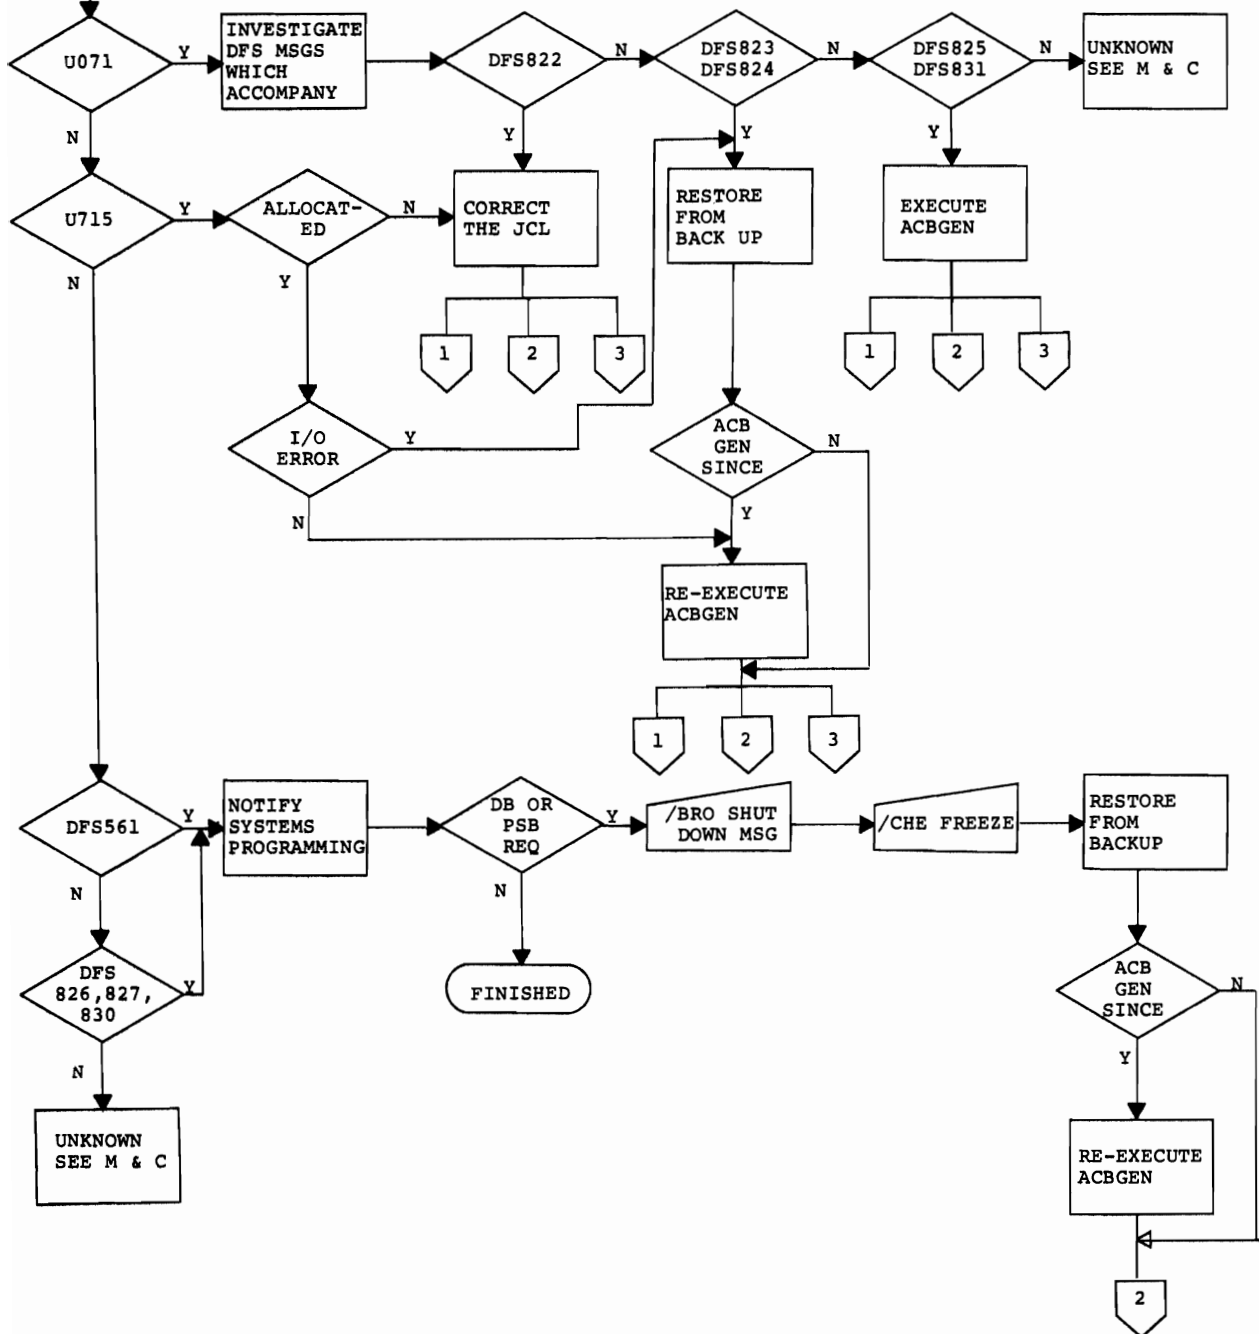 U071
Y
INVESTIGATE
DFS MSGS
WHICH
ACCOMPANY
DFS822
N
DFS823
DFS824
N
DFS825
DFS831
N
UNKNOWN
SEE M & C
N
Y
Y
Y
U715
Y
ALLOCAT-
ED
N
CORRECT
THE JCL
RESTORE
FROM
BACK UP
EXECUTE
ACBGEN
N
Y
1
2
3
1
2
3
I/O
ERROR
Y
ACB
GEN
SINCE
N
N
Y
RE-EXECUTE
ACBGEN
1
2
3
DFS561
Y
NOTIFY
SYSTEMS
PROGRAMMING
DB OR
PSB
REQ
Y
/BRO SHUT
DOWN MSG
/CHE FREEZE
RESTORE
FROM
BACKUP
N
N
DFS
826,827,
830
Y
FINISHED
ACB
GEN
SINCE
N
N
Y
UNKNOWN
SEE M & C
RE-EXECUTE
ACBGEN
2